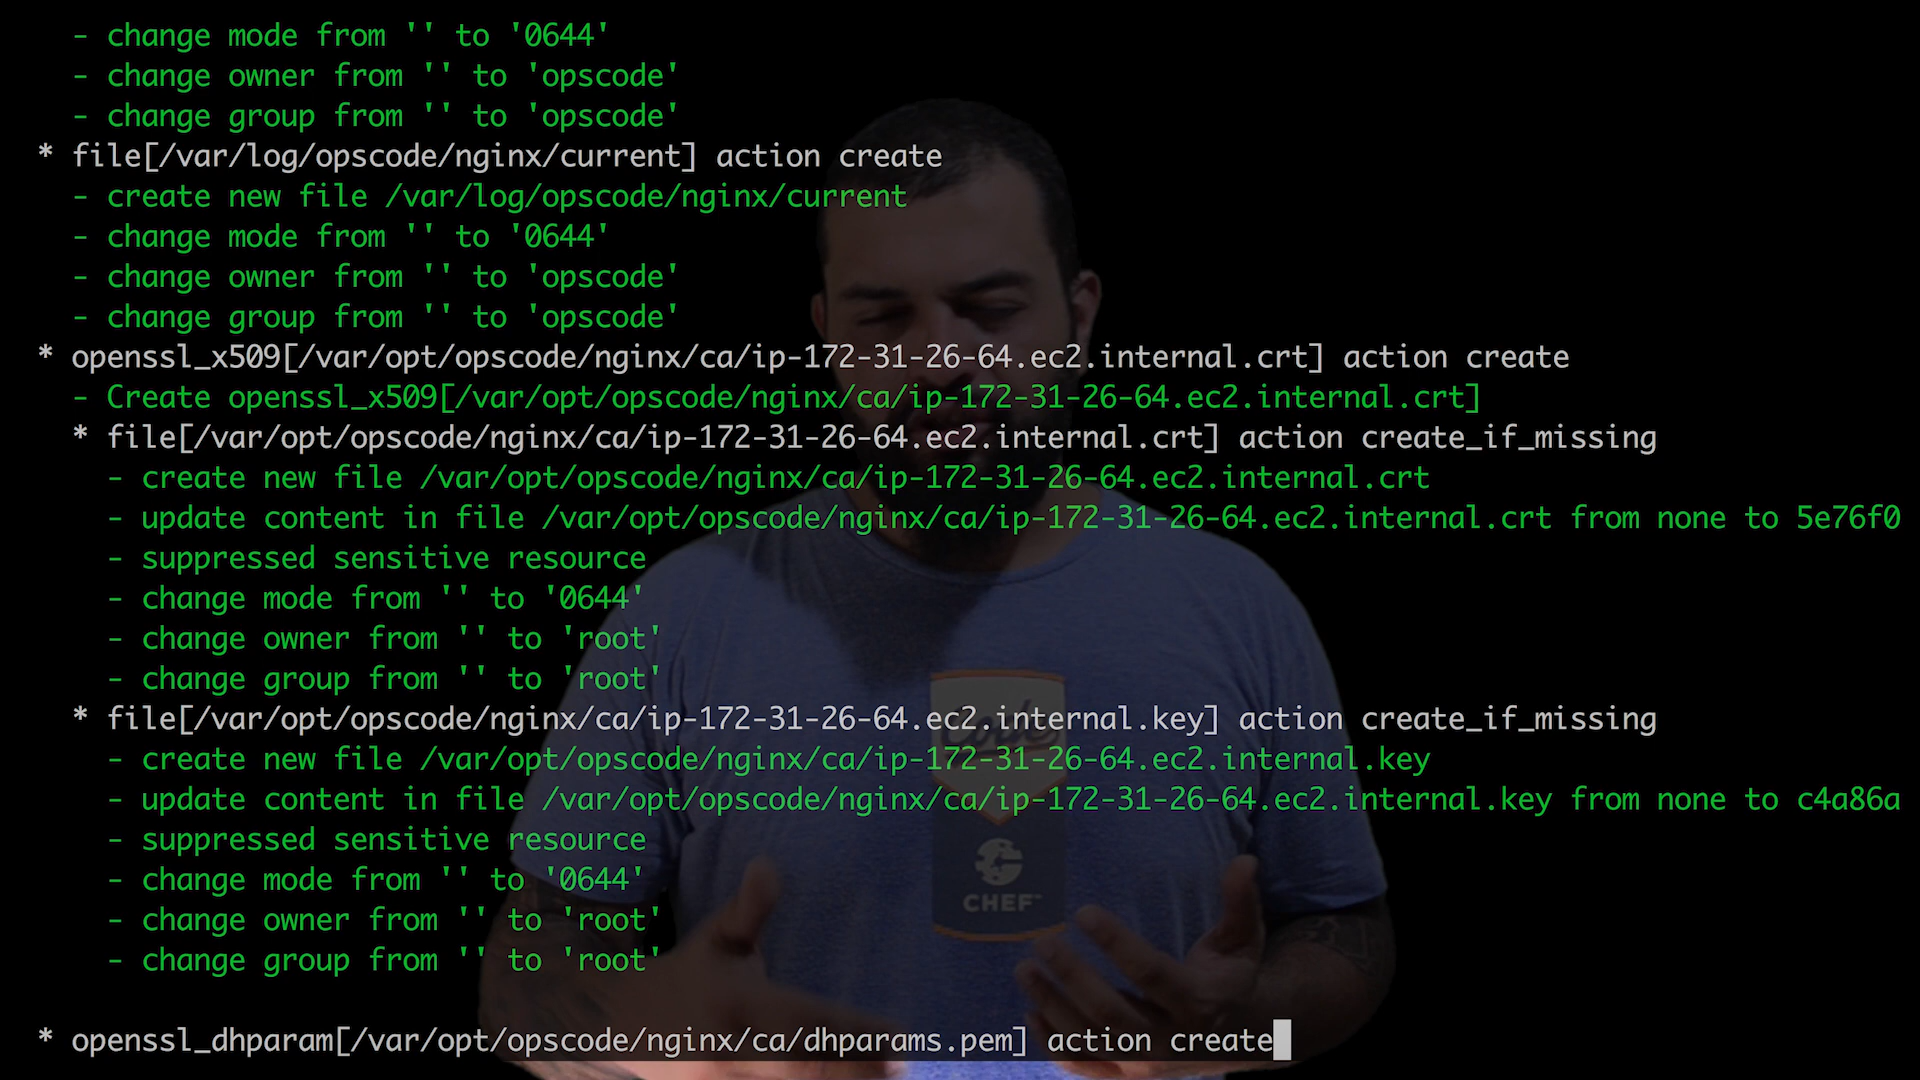 - change mode from '' to '0644'
- change owner from '' to 'opscode'
- change group from '' to 'opscode'
* file[/var/log/opscode/nginx/current] action create
- create new file /var/log/opscode/nginx/current
- change mode from '' to '0644'
- change owner from '' to 'opscode'
- change group from '' to 'opscode'
* openssl_x509[/var/opt/opscode/nginx/ca/ip-172-31-26-64.ec2.internal.crt] action create
- Create openssl_x509[/var/opt/opscode/nginx/ca/ip-172-31-26-64.ec2.internal.crt]
* file[/var/opt/opscode/nginx/ca/ip-172-31-26-64.ec2.internal.crt] action create_if_missing
- create new file /var/opt/opscode/nginx/ca/ip-172-31-26-64.ec2.internal.crt
- update content in file /var/opt/opscode/nginx/ca/ip-172-31-26-64.ec2.internal.crt from none to 5e76f0
- suppressed sensitive resource
- change mode from '' to '0644'
- change owner from '' to 'root'
- change group from '' to 'root'
* file[/var/opt/opscode/nginx/ca/ip-172-31-26-64.ec2.internal.key] action create_if_missing
- create new file /var/opt/opscode/nginx/ca/ip-172-31-26-64.ec2.internal.key
- update content in file /var/opt/opscode/nginx/ca/ip-172-31-26-64.ec2.internal.key from none to c4a86a
- suppressed sensitive resource
- change mode from '' to '0644'
- change owner from '' to 'root'
- change group from '' to 'root'
* openssl_dhparam[/var/opt/opscode/nginx/ca/dhparams.pem] action create
CHEF™